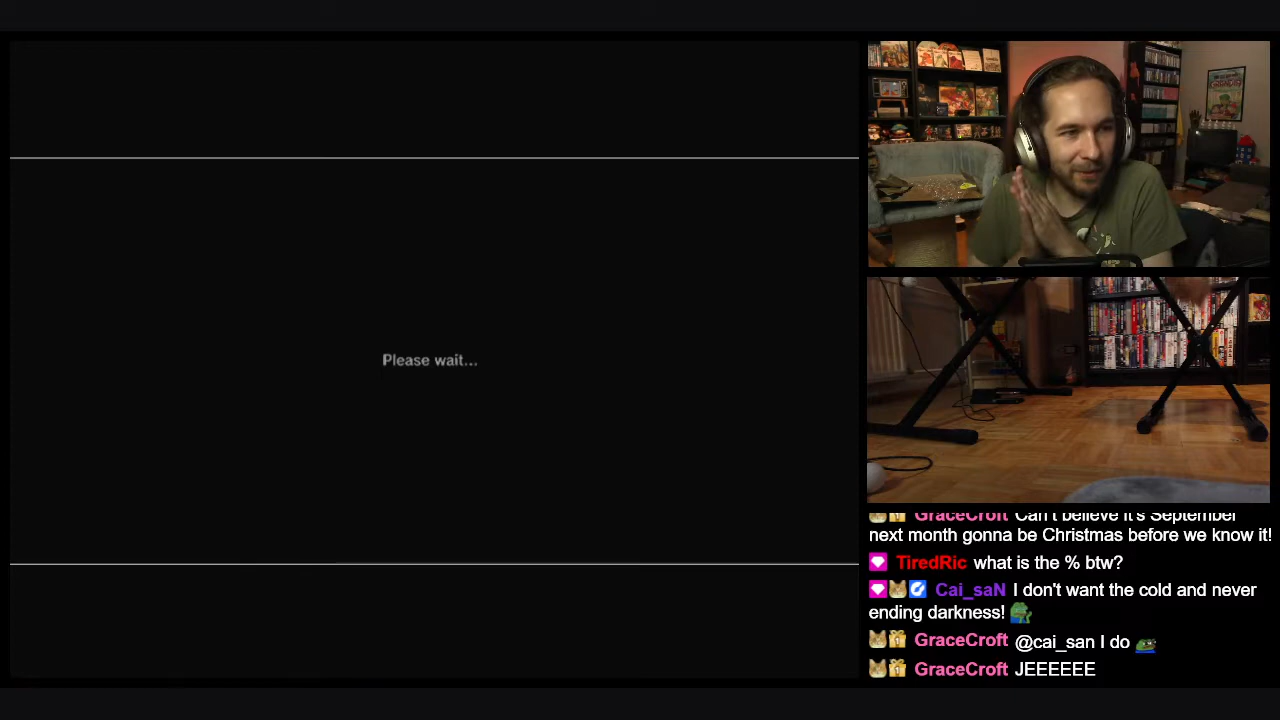 Please wait...
GraceCroft Can't believe it's September
next month gonna be Christmas before we know it!
TiredRic what is the % btw?
Cai_saN I don't want the cold and never
ending darkness!
GraceCroft @cai_san I do
GraceCroft JEEEEEE